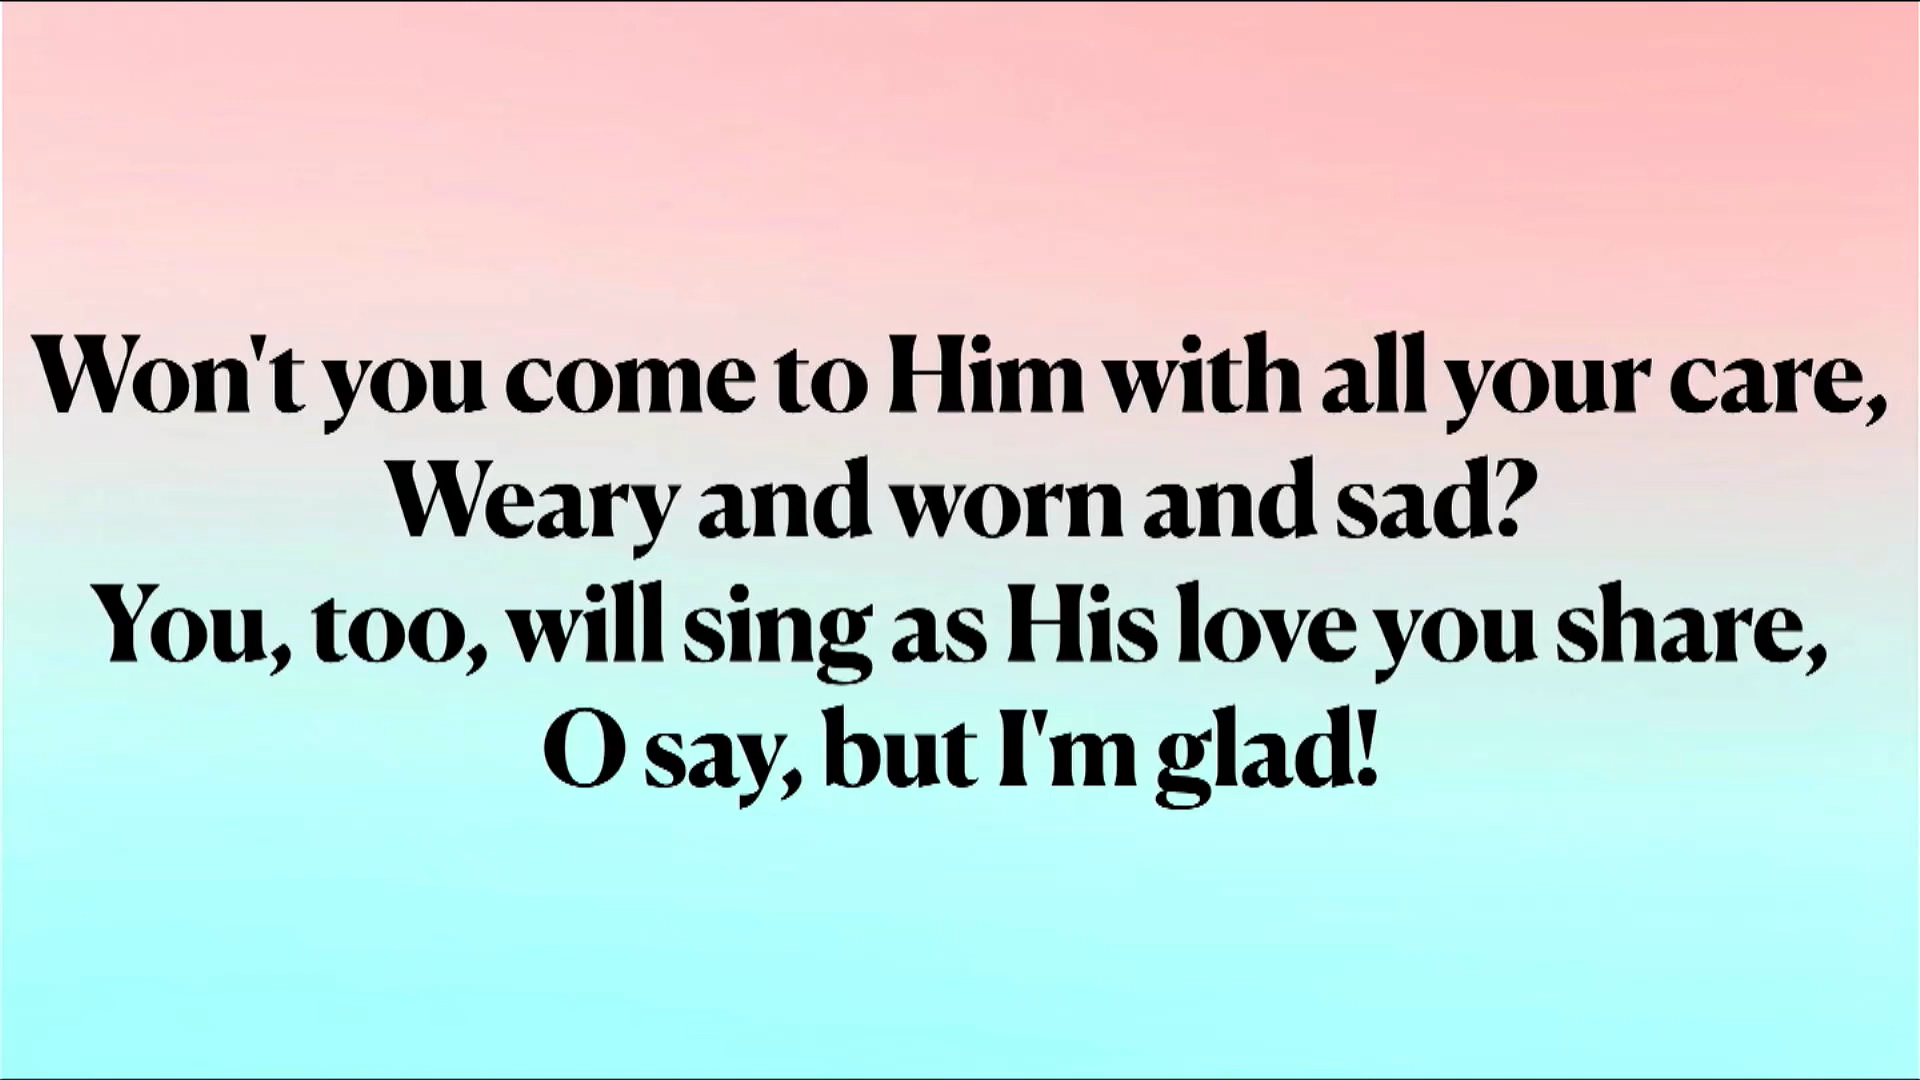 Won't you come to Him with all your care,
Weary and worn and sad?
You, too, will sing as His love you share,
O say, but I'm glad!